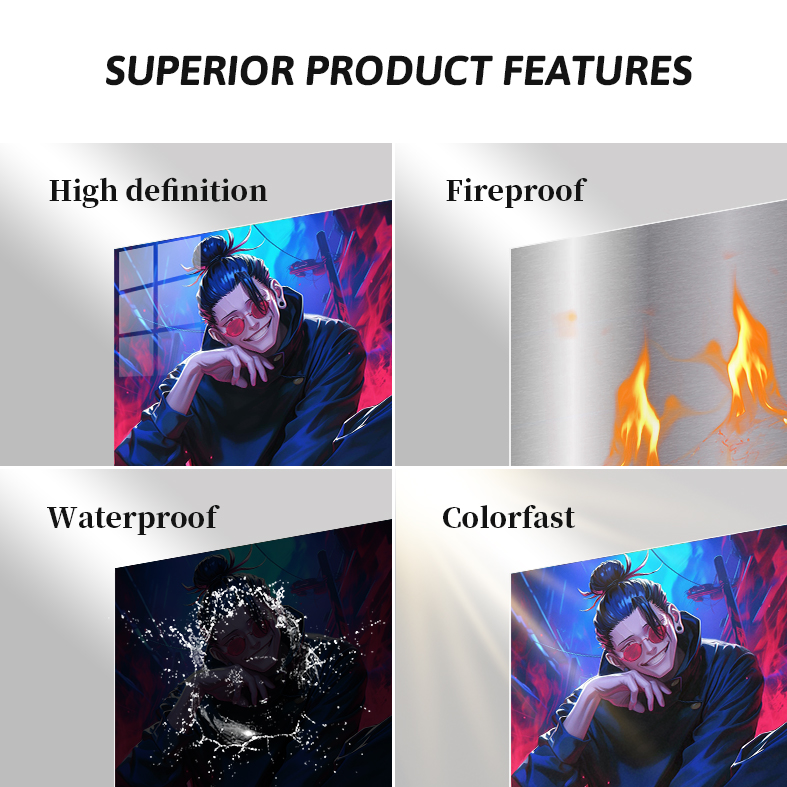 SUPERIOR PRODUCT FEATURES
High definition
Fireproof
Waterproof
Colorfast